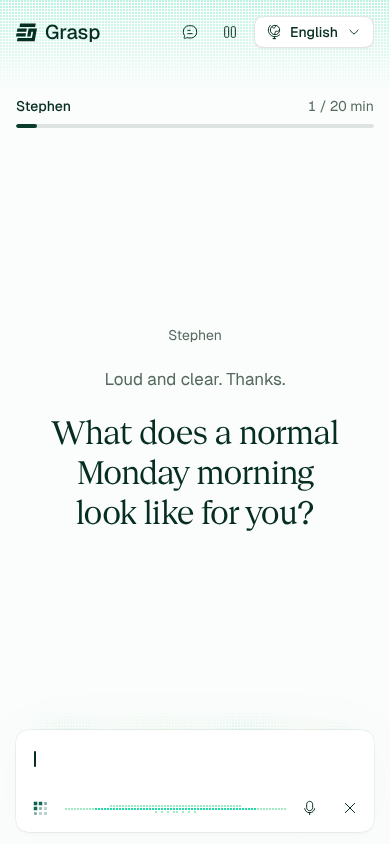 Grasp
English
Stephen
1 / 20 min
Stephen
Loud and clear. Thanks.
What does a normal
Monday morning
look like for you?